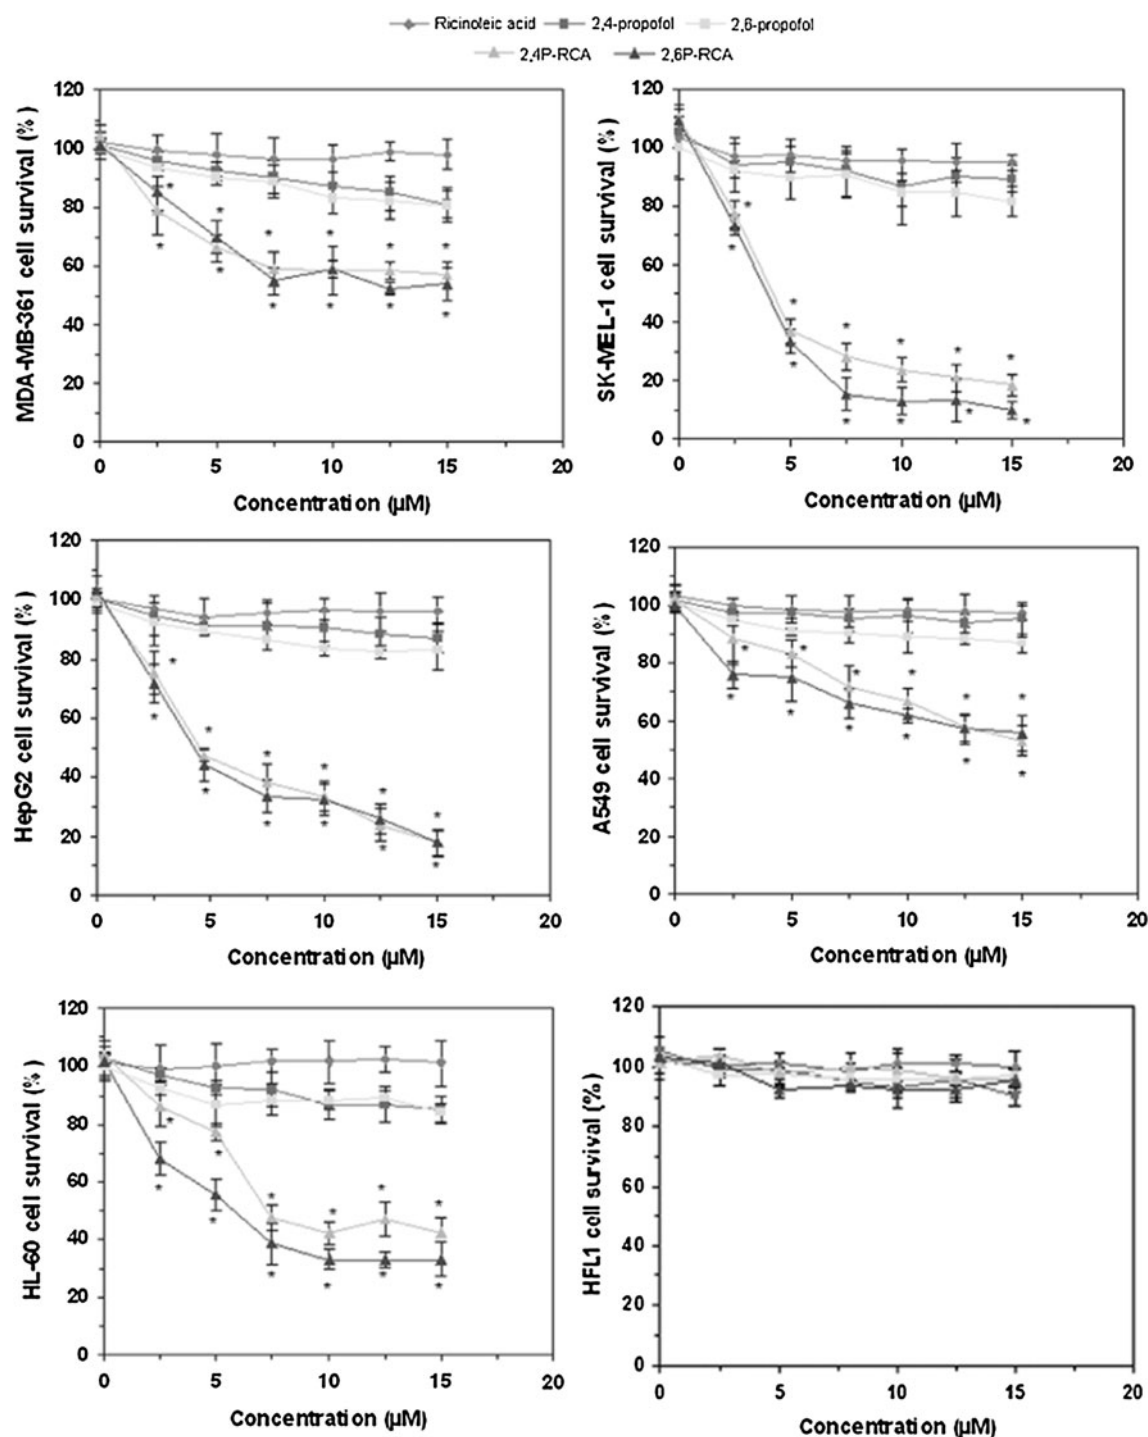 Ricinoleic acid 2,4-propofol 2,6-propofol
2,4P-RCA 2,6P-RCA
MDA-MB-361 cell survival (%)
120
100
80
60
40
20
0
0 5 10 15 20
Concentration (µM)
* * * * * * * * * * * *
SK-MEL-1 cell survival (%)
120
100
80
60
40
20
0
0 5 10 15 20
Concentration (µM)
* * * * * * * * * * * *
HepG2 cell survival (%)
120
100
80
60
40
20
0
0 5 10 15 20
Concentration (µM)
* * * * * * * * * * * *
A549 cell survival (%)
120
100
80
60
40
20
0
0 5 10 15 20
Concentration (µM)
* * * * * * * * * * * *
HL-60 cell survival (%)
120
100
80
60
40
20
0
0 5 10 15 20
Concentration (µM)
* * * * * * * * * * * *
HFL1 cell survival (%)
120
100
80
60
40
20
0
0 5 10 15 20
Concentration (µM)